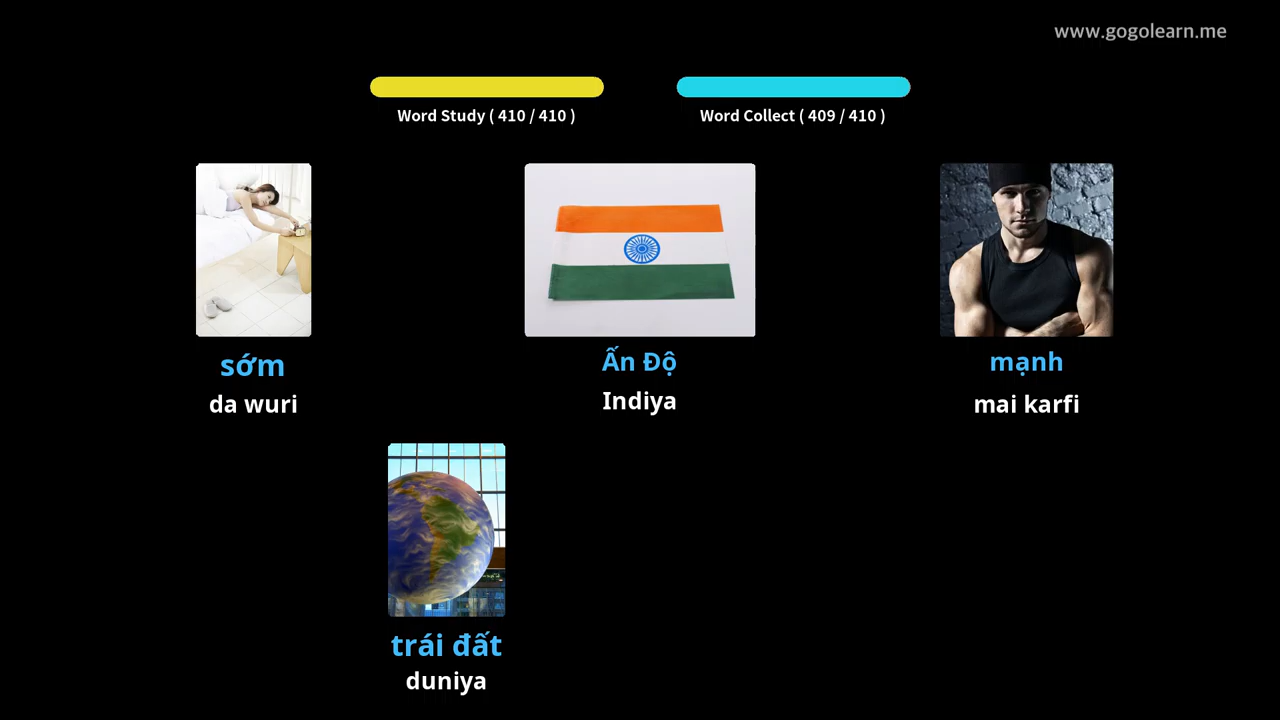 www.gogolearn.me
Word Study ( 410 / 410 )
Word Collect ( 409 / 410 )
sớm
da wuri
Ấn Độ
Indiya
mạnh
mai karfi
trái đất
duniya